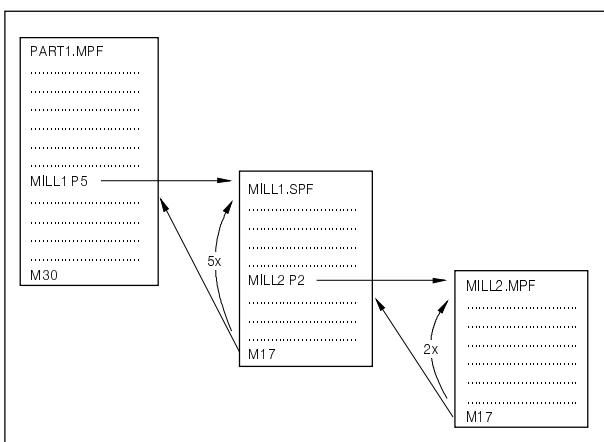 PART1.MPF
MILL1 P5
M30
MILL1.SPF
5x
MILL2 P2
M17
MILL2.MPF
2x
M17